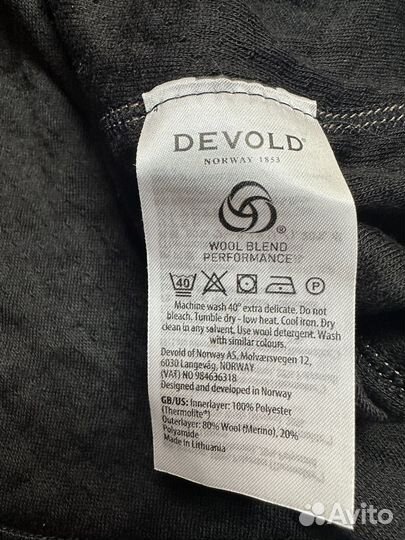 DEVOLD®
NORWAY 1853
®
WOOL BLEND
PERFORMANCE
40 P
Machine wash 40° extra delicate. Do not
bleach. Tumble dry - low heat. Cool iron. Dry
clean in any solvent. Use wool detergent. Wash
with similar colours.
Devold of Norway AS, Molværsvegen 12,
6030 Langevåg, NORWAY
(VAT) NO 984636318
Designed and developed in Norway
GB/US: Innerlayer: 100% Polyester
(Thermolite®)
Outerlayer: 80% Wool (Merino), 20%
Polyamide
Made in Lithuania
Avito